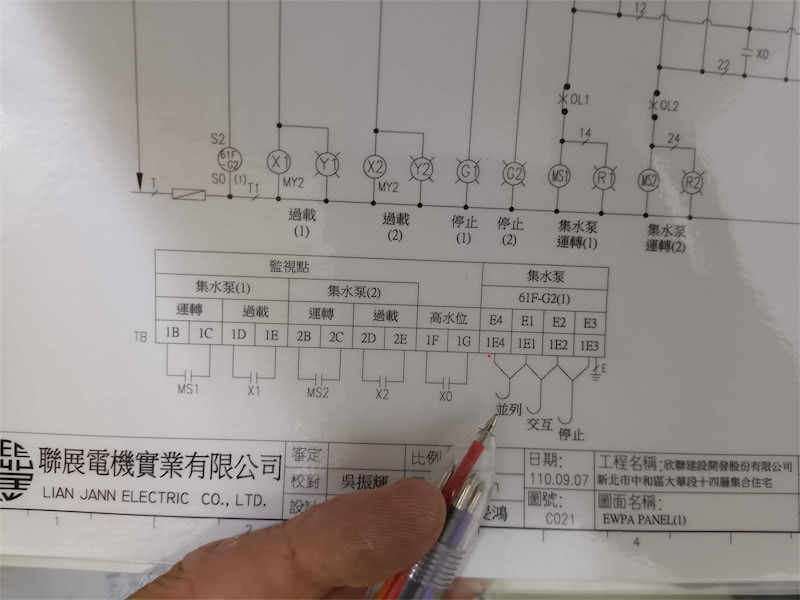 12
X0
22
OL1
OL2
14
24
S2
61F
-G2
S0
(1)
T
T1
X1
Y1
MY2
X2
Y2
MY2
G1
G2
MS1
R1
MS2
R2
過載
(1)
過載
(2)
停止
(1)
停止
(2)
集水泵
運轉(1)
集水泵
運轉(2)
監視點
集水泵
集水泵(1)
集水泵(2)
61F-G2(1)
運轉
過載
運轉
過載
高水位
E4
E1
E2
E3
TB
1B
1C
1D
1E
2B
2C
2D
2E
1F
1G
1E4
1E1
1E2
1E3
MS1
X1
MS2
X2
X0
E
並列
交互
停止
聯展電機實業有限公司
LIAN JANN ELECTRIC CO., LTD.
審定
校對
吳振輝
設計
比例
日期:
110.09.07
圖號:
C021
工程名稱: 欣聯建設開發股份有限公司
新北市中和區大華段十四層集合住宅
圖面名稱:
EWPA PANEL(1)
1
2
4